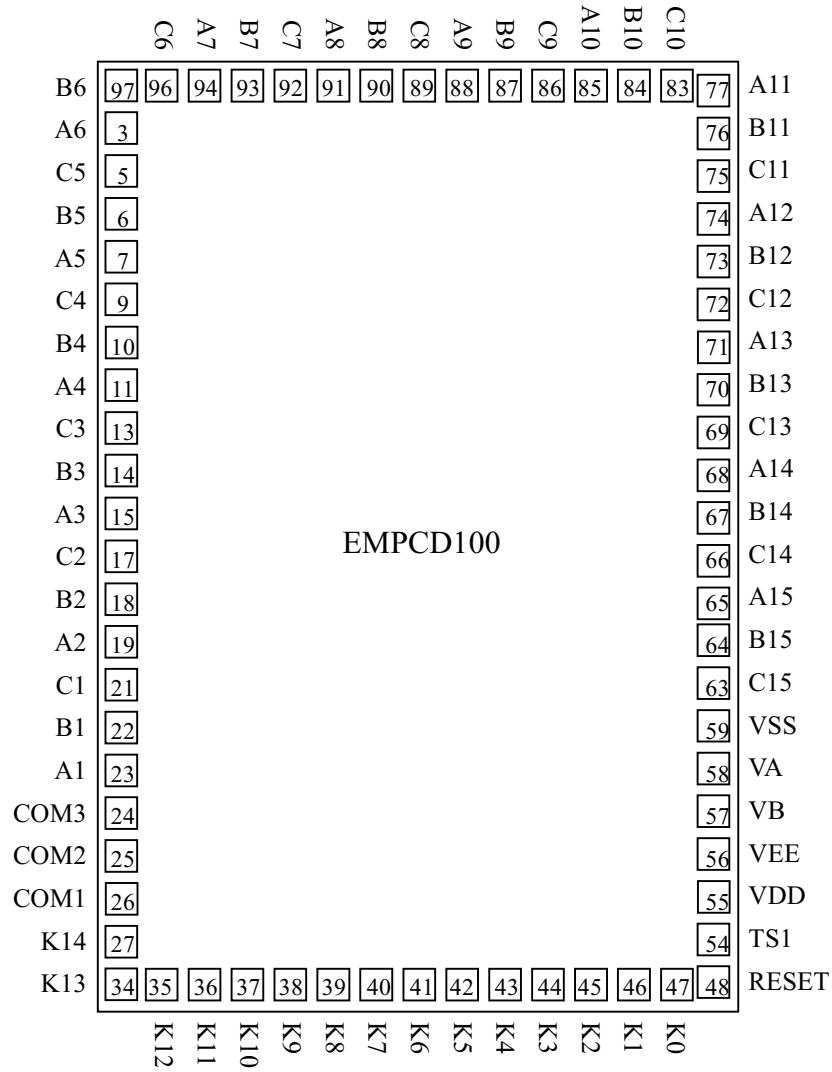 C6 A7 B7 C7 A8 B8 C8 A9 B9 C9 A10 B10 C10
B6 97 96 94 93 92 91 90 89 88 87 86 85 84 83 77 A11
A6 3 76 B11
C5 5 75 C11
B5 6 74 A12
A5 7 73 B12
C4 9 72 C12
B4 10 71 A13
A4 11 70 B13
C3 13 69 C13
B3 14 68 A14
A3 15 67 B14
EMPCD100
C2 17 66 C14
B2 18 65 A15
A2 19 64 B15
C1 21 63 C15
B1 22 59 VSS
A1 23 58 VA
COM3 24 57 VB
COM2 25 56 VEE
COM1 26 55 VDD
K14 27 54 TS1
K13 34 35 36 37 38 39 40 41 42 43 44 45 46 47 48 RESET
K12 K11 K10 K9 K8 K7 K6 K5 K4 K3 K2 K1 K0